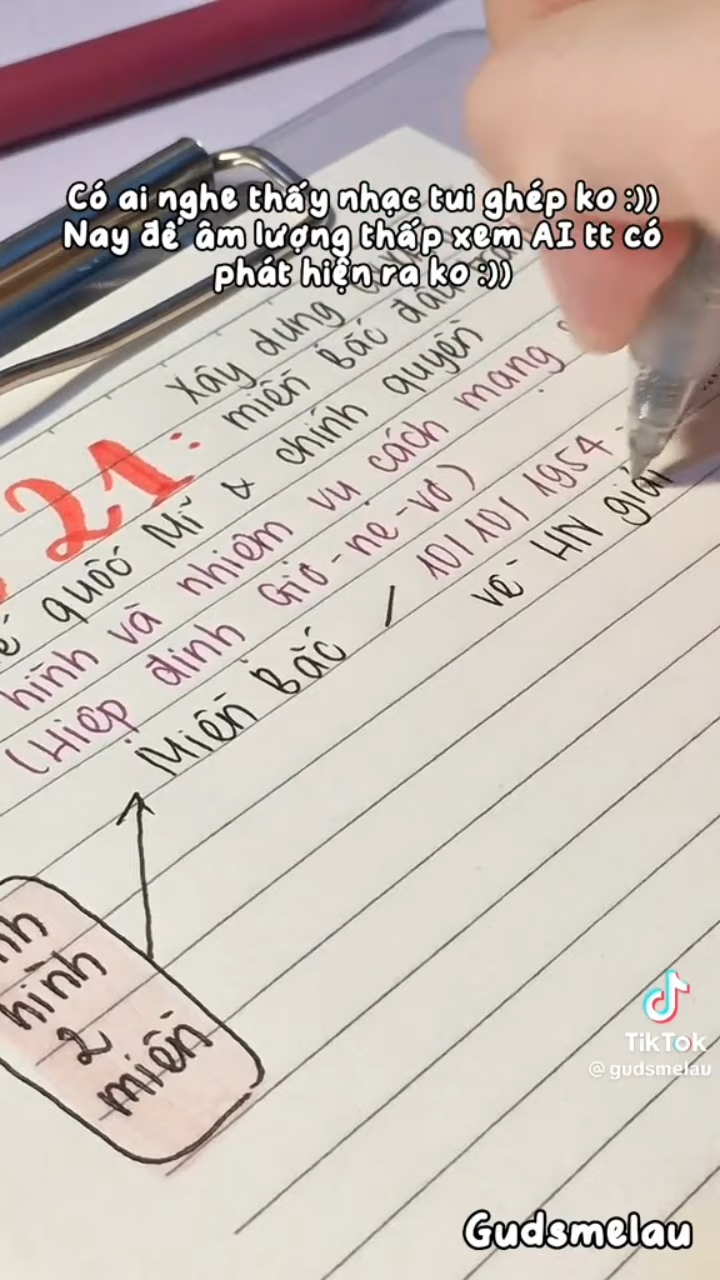 Có ai nghe thấy nhạc tui ghép ko :))
Nay để âm lượng thấp xem AI tt có
phát hiện ra ko :))
Xây dựng
21: miền Bắc đấu
quốc Mĩ & chính quyền
hình và nhiệm vụ cách mạng
(Hiệp định Giơ-ne-vơ)
Miền Bắc / 10/10/1954
về HN giải
hình
2
miền
TikTok
@gudsmelau
Gudsmelau